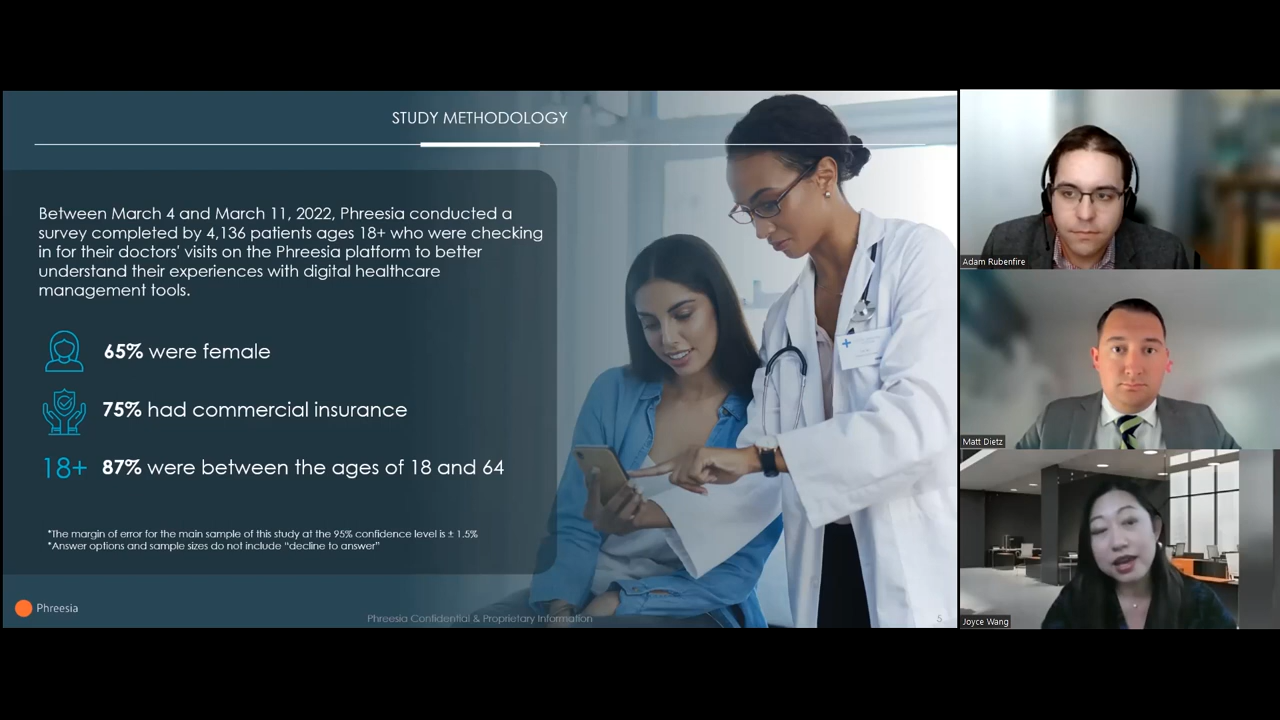 STUDY METHODOLOGY
Between March 4 and March 11, 2022, Phreesia conducted a
survey completed by 4,136 patients ages 18+ who were checking
in for their doctors' visits on the Phreesia platform to better
understand their experiences with digital healthcare
management tools.
65% were female
75% had commercial insurance
18+ 87% were between the ages of 18 and 64
*The margin of error for the main sample of this study at the 95% confidence level is ± 1.5%
*Answer options and sample sizes do not include “decline to answer”
Phreesia
Phreesia Confidential & Proprietary Information
5
Adam Rubenfire
Matt Dietz
Joyce Wang